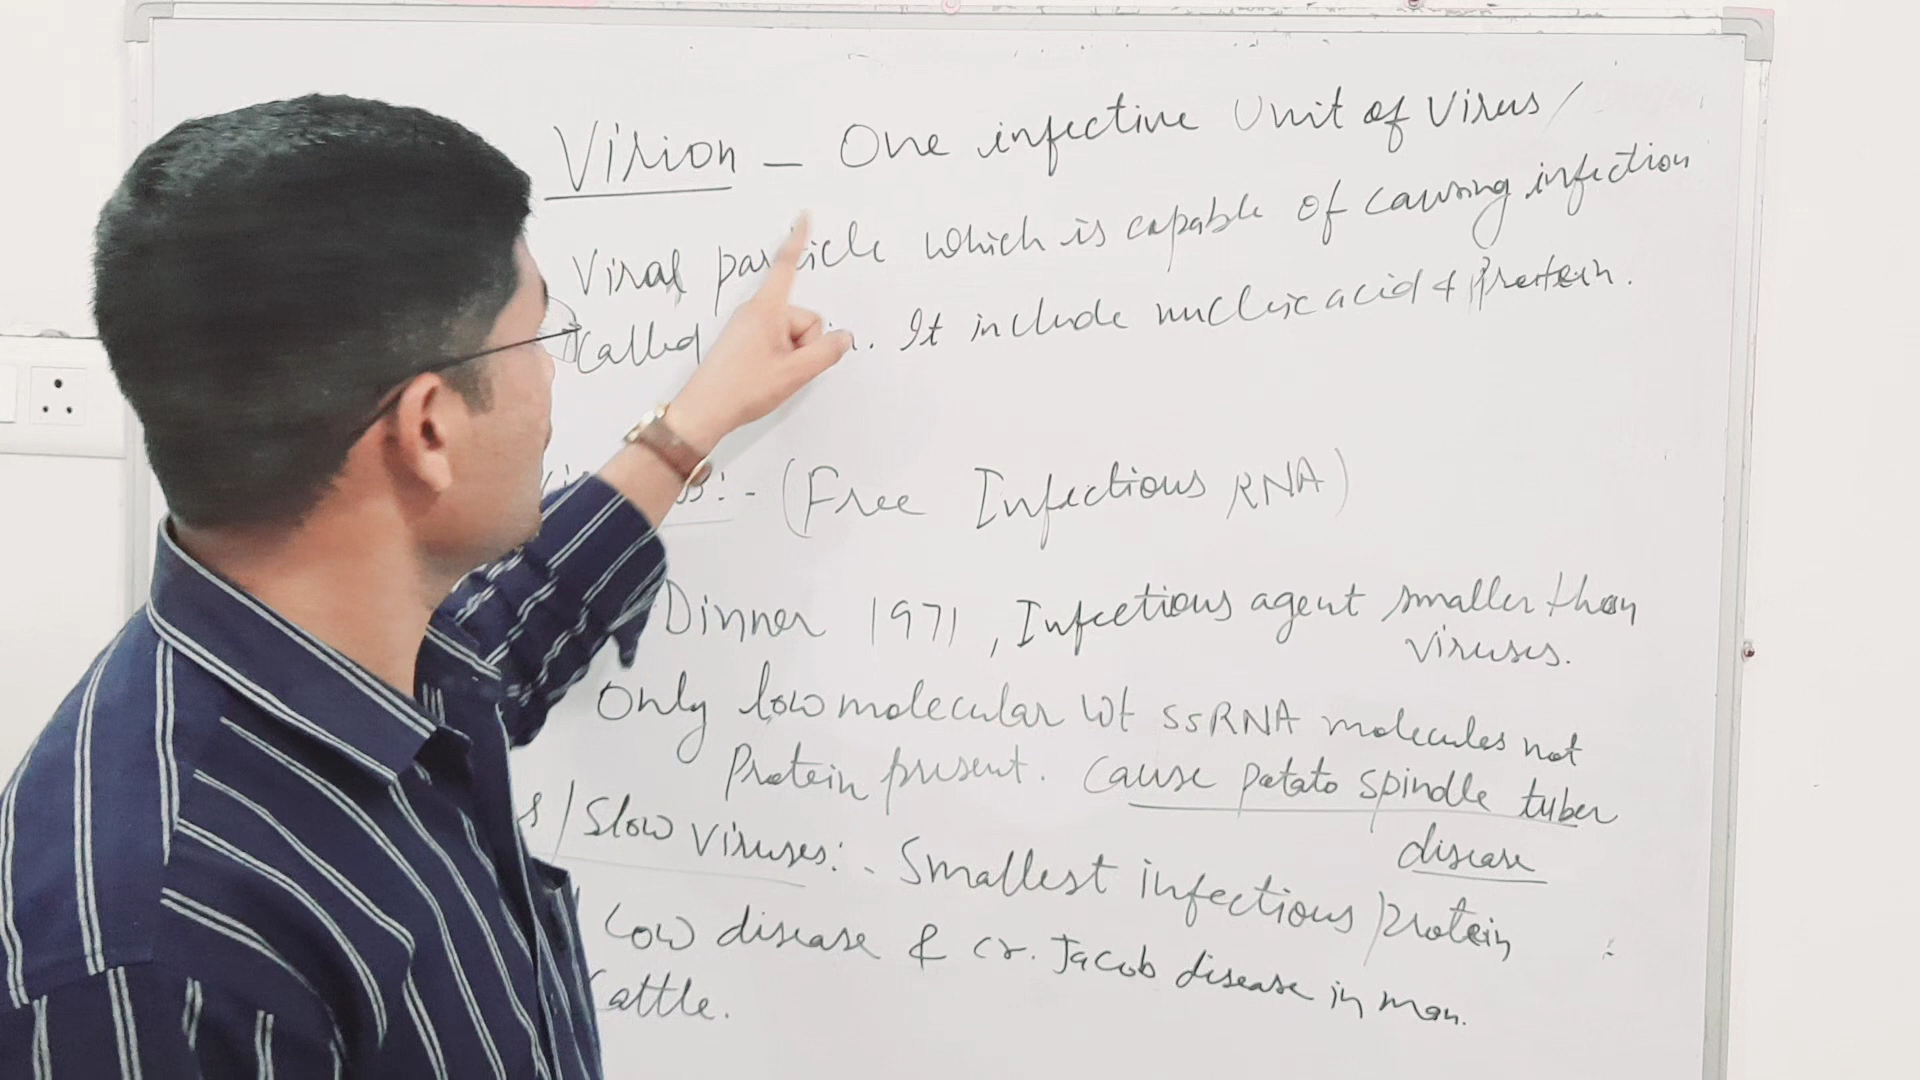 Virion - One infective Unit of Virus/
Viral particle which is capable of causing infection
Called . It include nucleic acid & Protein.
:- (Free Infectious RNA)
Dinner 1971, Infectious agent smaller than
viruses.
Only low molecular wt ssRNA molecules not
Protein present. Cause potato spindle tuber
disease
s/Slow viruses:- Smallest infectious protein
Cow disease & cr. Jacob disease in man.
Cattle.